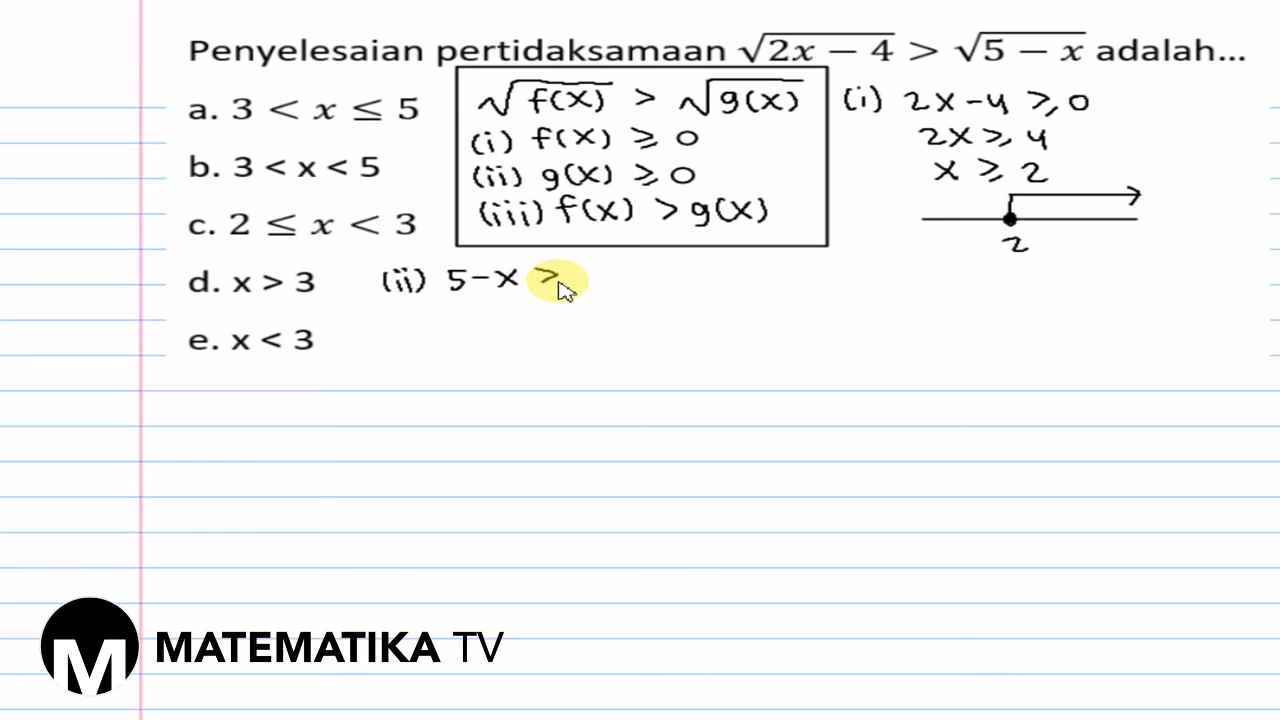 Penyelesaian pertidaksamaan √(2x − 4) > √(5 − x) adalah...
a. 3 < x ≤ 5
b. 3 < x < 5
c. 2 ≤ x < 3
d. x > 3
e. x < 3
√f(x) > √g(x)
(i) f(x) ≥ 0
(ii) g(x) ≥ 0
(iii) f(x) > g(x)
(i) 2x - 4 ≥ 0
2x ≥ 4
x ≥ 2
2
(ii) 5 - x >
M MATEMATIKA TV